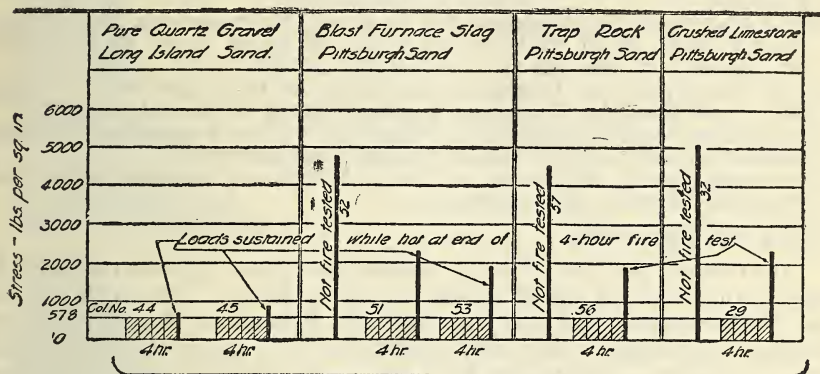 Pure Quartz Gravel
Long Island Sand.
Blast Furnace Slag
Pittsburgh Sand
Trap Rock
Pittsburgh Sand
Crushed Limestone
Pittsburgh Sand
Stress - lbs per sq. in
6000
5000
4000
3000
2000
1000
578
0
Not fire tested
52
Not fire tested
57
Not fire tested
32
Loads sustained while hot at end of 4-hour fire test
Col. No. 44 45 51 53 56 29
4 hr. 4 hr. 4 hr. 4 hr. 4 hr. 4 hr.